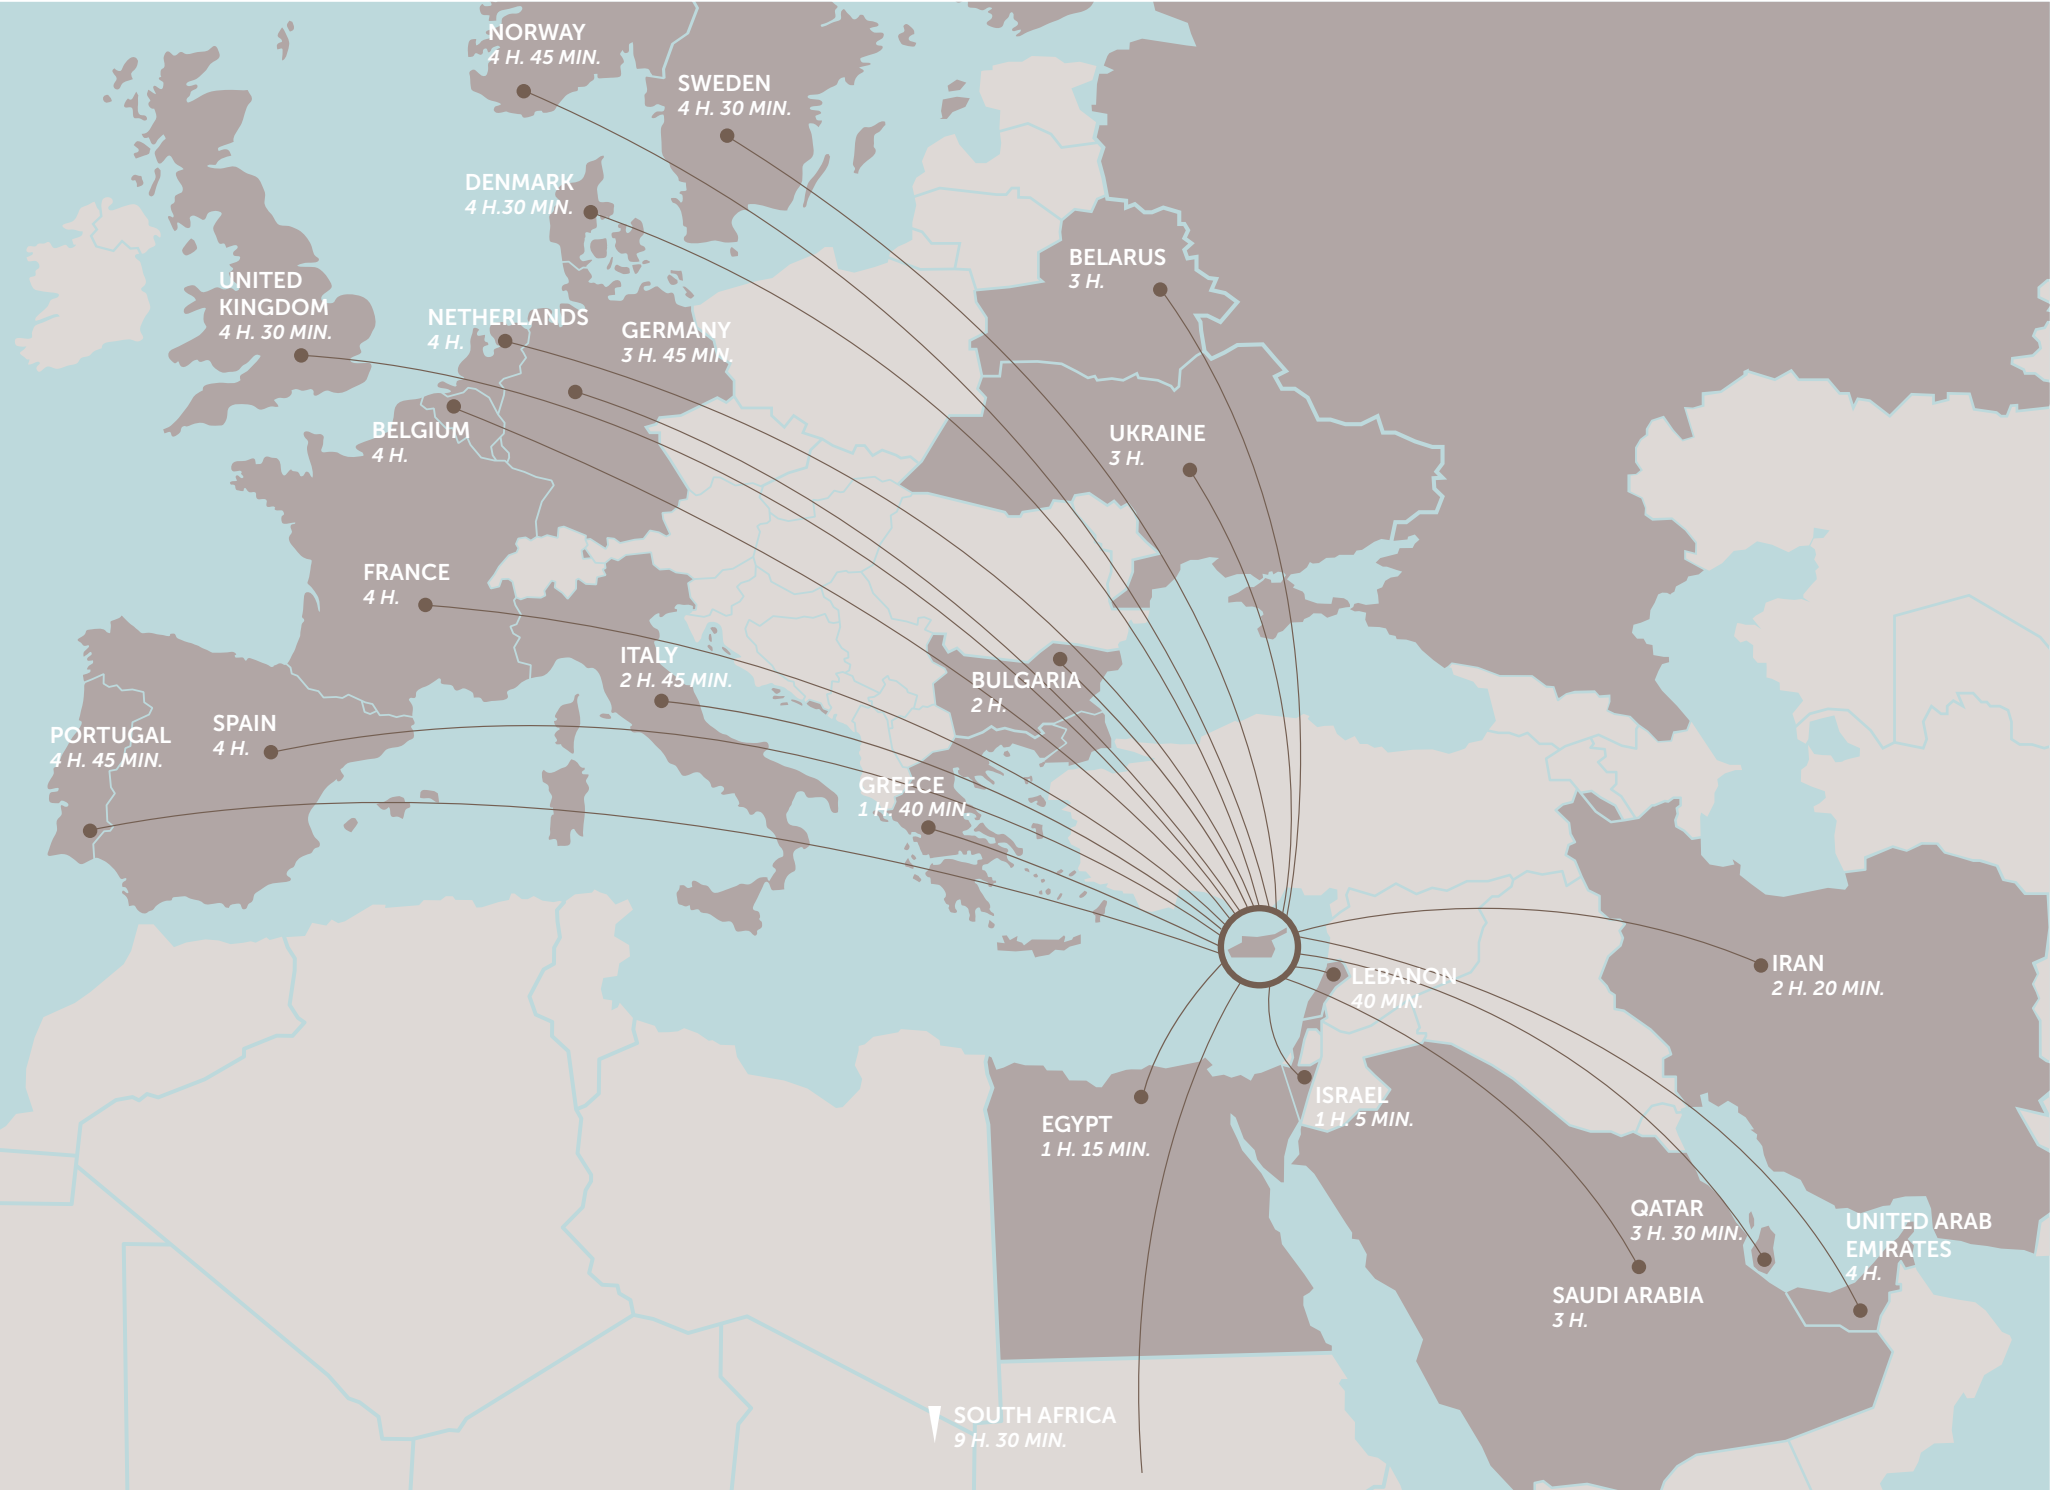 NORWAY
4 H. 45 MIN.
SWEDEN
4 H. 30 MIN.
DENMARK
4 H.30 MIN.
BELARUS
3 H.
UNITED
KINGDOM
4 H. 30 MIN.
NETHERLANDS
4 H.
GERMANY
3 H. 45 MIN.
BELGIUM
4 H.
UKRAINE
3 H.
FRANCE
4 H.
ITALY
2 H. 45 MIN.
BULGARIA
2 H.
PORTUGAL
4 H. 45 MIN.
SPAIN
4 H.
GREECE
1 H. 40 MIN.
IRAN
2 H. 20 MIN.
LEBANON
40 MIN.
ISRAEL
1 H. 5 MIN.
EGYPT
1 H. 15 MIN.
QATAR
3 H. 30 MIN.
UNITED ARAB
EMIRATES
4 H.
SAUDI ARABIA
3 H.
SOUTH AFRICA
9 H. 30 MIN.